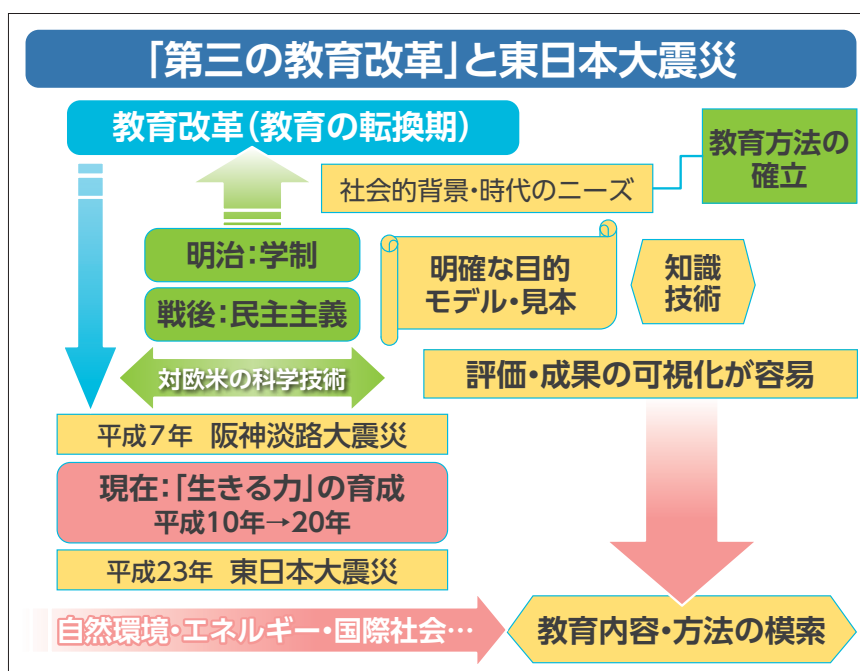 「第三の教育改革」と東日本大震災
教育改革(教育の転換期)
教育方法の
確立
社会的背景・時代のニーズ
明治:学制
戦後:民主主義
明確な目的
モデル・見本
知識
技術
対欧米の科学技術
評価・成果の可視化が容易
平成7年 阪神淡路大震災
現在:「生きる力」の育成
平成10年→20年
平成23年 東日本大震災
自然環境・エネルギー・国際社会…
教育内容・方法の模索